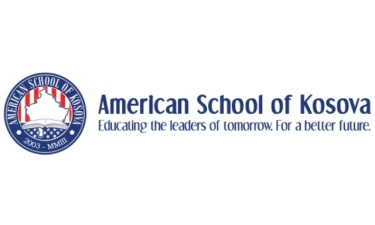 AMERICAN SCHOOL OF KOSOVA
2003 - MMIII
American School of Kosova
Educating the leaders of tomorrow. For a better future.